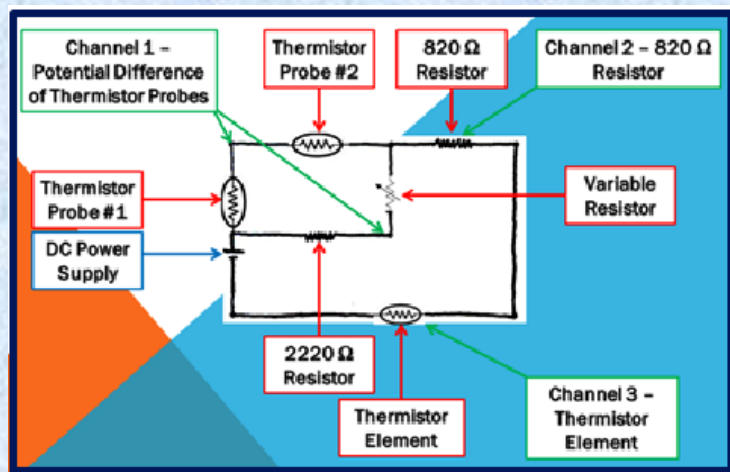 Channel 1 –
Potential Difference
of Thermistor Probes
Thermistor
Probe #2
820 Ω
Resistor
Channel 2 – 820 Ω
Resistor
Thermistor
Probe #1
Variable
Resistor
DC Power
Supply
2220 Ω
Resistor
Thermistor
Element
Channel 3 –
Thermistor
Element